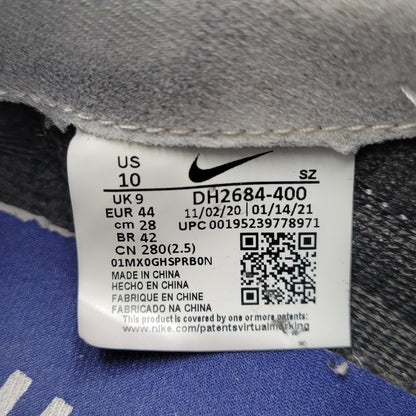 US
10
SZ
UK 9
DH2684-400
EUR 44
11/02/20 01/14/21
cm 28
UPC 00195239778971
BR 42
CN 280(2.5)
01MX0GHSPRB0N
MADE IN CHINA
HECHO EN CHINA
FABRIQUE EN CHINE
FABRICADO EN CHINA
This product is covered by one or more patents.
www.nike.com/patentsvirtualmarking